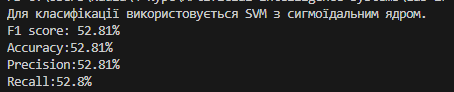 Для класифікації використовується SVM з сигмоїдальним ядром.
F1 score: 52.81%
Accuracy:52.81%
Precision:52.81%
Recall:52.8%